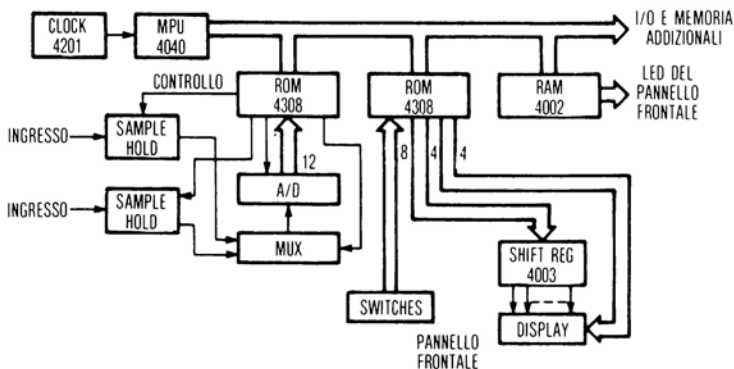 CLOCK
4201
MPU
4040
I/O E MEMORIA
ADDIZIONALI
CONTROLLO
ROM
4308
ROM
4308
RAM
4002
LED DEL
PANNELLO
FRONTALE
INGRESSO
SAMPLE
HOLD
12
8
4
4
A/D
INGRESSO
SAMPLE
HOLD
MUX
SHIFT REG
4003
SWITCHES
DISPLAY
PANNELLO
FRONTALE